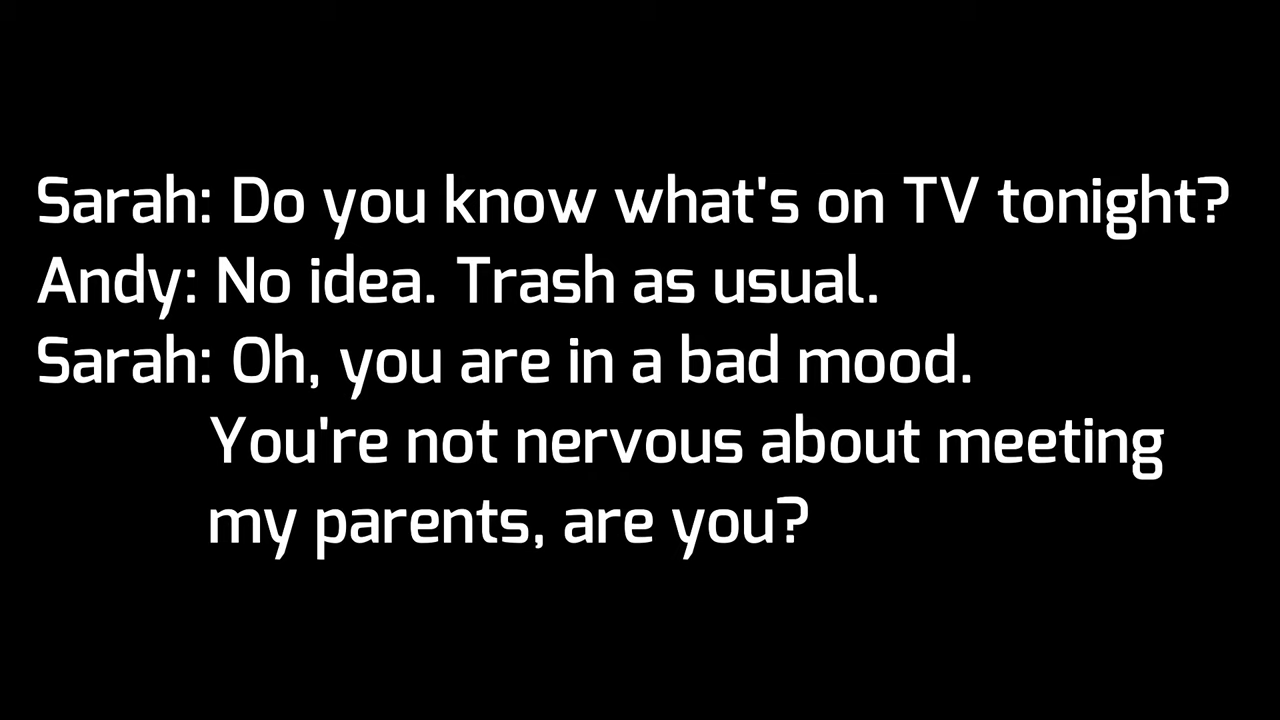 Sarah: Do you know what's on TV tonight?
Andy: No idea. Trash as usual.
Sarah: Oh, you are in a bad mood.
You're not nervous about meeting
my parents, are you?